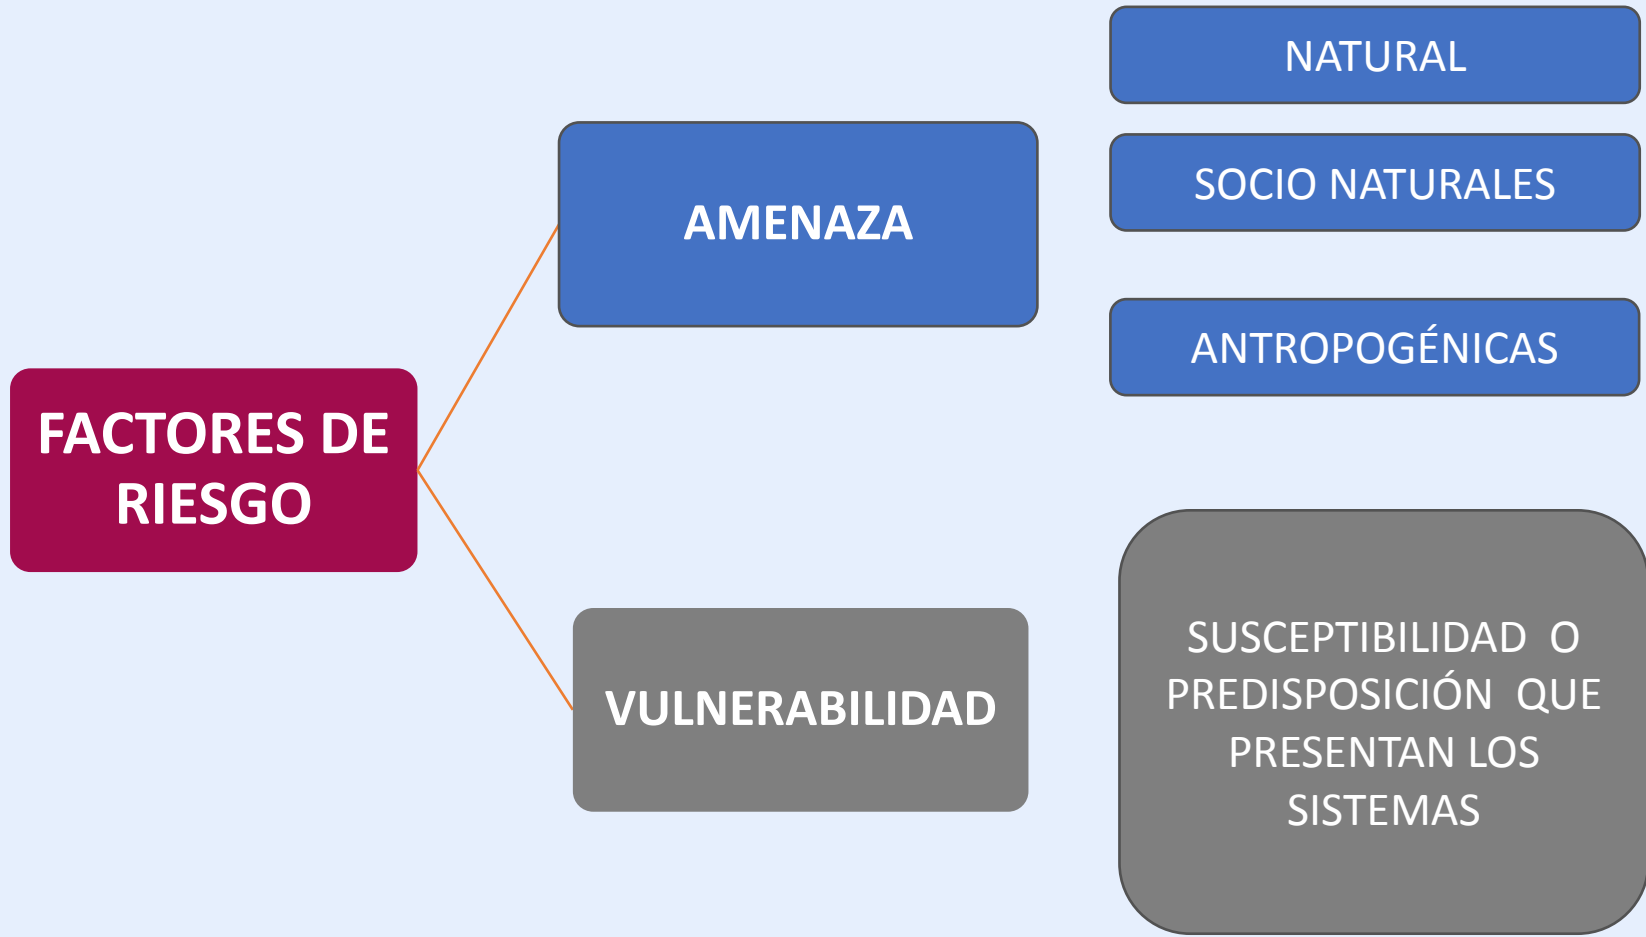 FACTORES DE
RIESGO
AMENAZA
NATURAL
SOCIO NATURALES
ANTROPOGÉNICAS
VULNERABILIDAD
SUSCEPTIBILIDAD O
PREDISPOSICIÓN QUE
PRESENTAN LOS
SISTEMAS